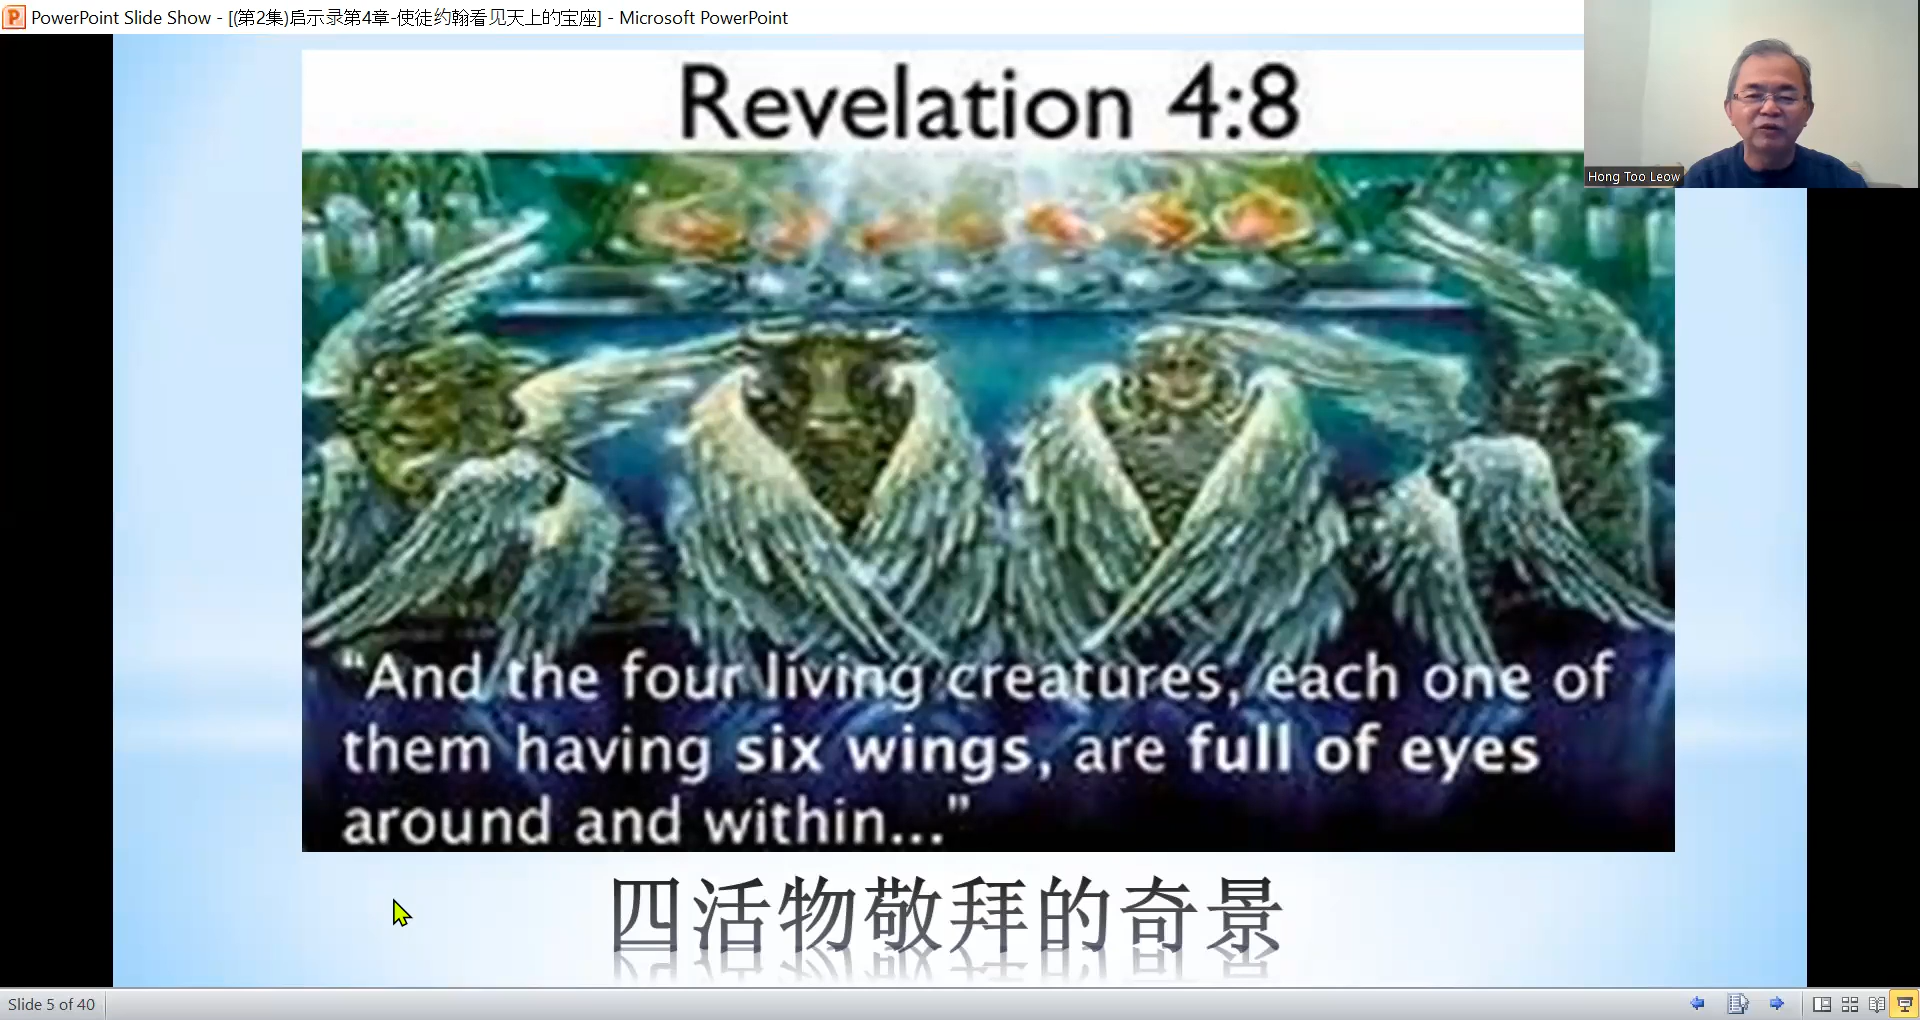 PowerPoint Slide Show - [(第2集)启示录第4章-使徒约翰看见天上的宝座] - Microsoft PowerPoint
Revelation 4:8
Hong Too Leow
“And the four living creatures, each one of
them having six wings, are full of eyes
around and within...”
四活物敬拜的奇景
Slide 5 of 40